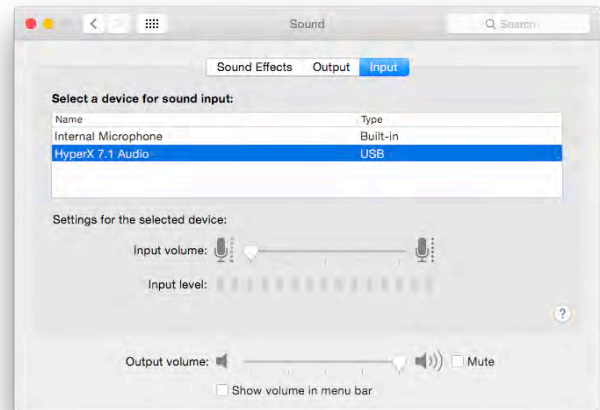 Sound
Search
Sound Effects Output Input
Select a device for sound input:
Name Type
Internal Microphone Built-in
HyperX 7.1 Audio USB
Settings for the selected device:
Input volume:
Input level:
?
Output volume: Mute
Show volume in menu bar